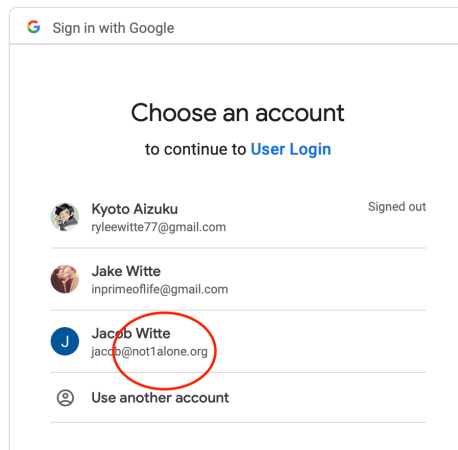 Sign in with Google
Choose an account
to continue to User Login
Kyoto Aizuku
Signed out
ryleewitte77@gmail.com
Jake Witte
inprimeoflife@gmail.com
J
Jacob Witte
jacob@not1alone.org
Use another account